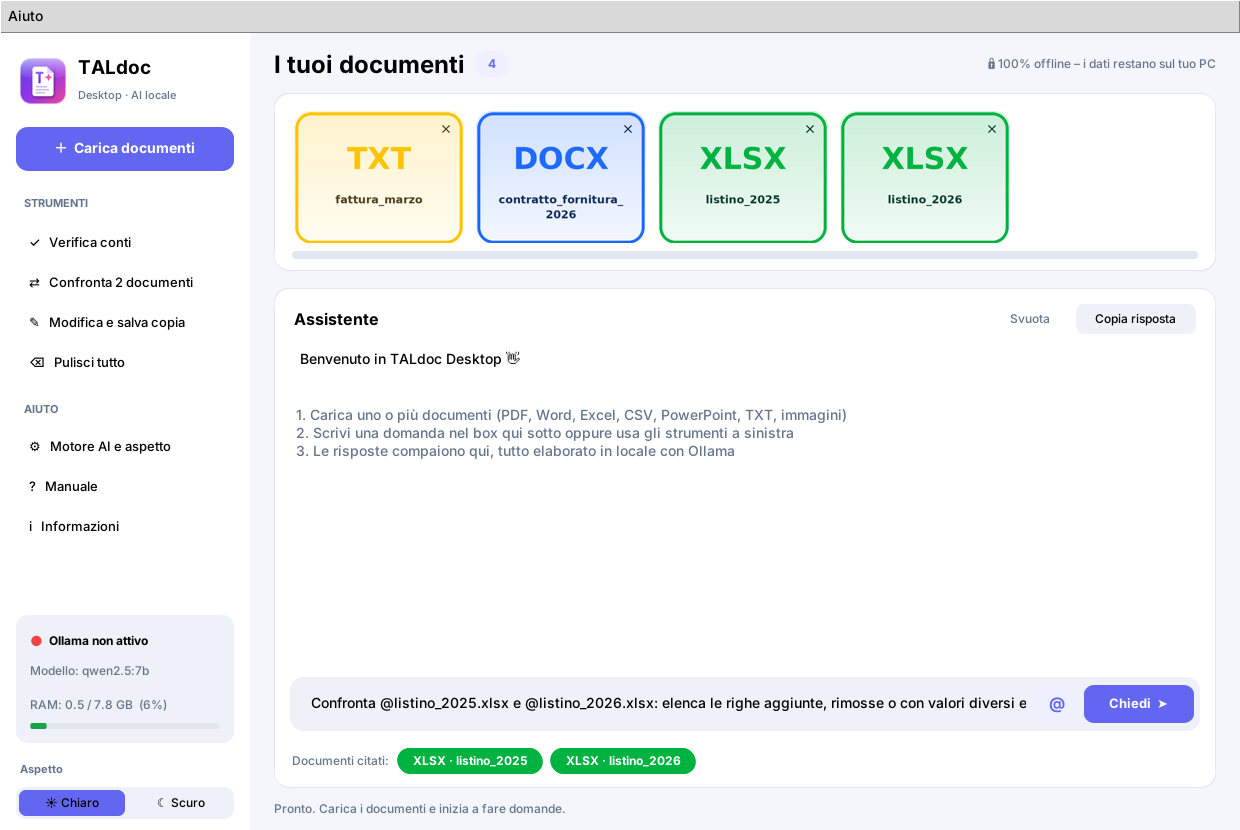 Aiuto
TALdoc
Desktop · AI locale
+ Carica documenti
STRUMENTI
✓ Verifica conti
⇄ Confronta 2 documenti
✎ Modifica e salva copia
⌫ Pulisci tutto
AIUTO
⚙ Motore AI e aspetto
? Manuale
i Informazioni
Ollama non attivo
Modello: qwen2.5:7b
RAM: 0.5 / 7.8 GB (6%)
Aspetto
☀ Chiaro
☾ Scuro
I tuoi documenti 4
100% offline – i dati restano sul tuo PC
×
TXT
fattura_marzo
×
DOCX
contratto_fornitura_
2026
×
XLSX
listino_2025
×
XLSX
listino_2026
Assistente
Svuota
Copia risposta
Benvenuto in TALdoc Desktop 👋
1. Carica uno o più documenti (PDF, Word, Excel, CSV, PowerPoint, TXT, immagini)
2. Scrivi una domanda nel box qui sotto oppure usa gli strumenti a sinistra
3. Le risposte compaiono qui, tutto elaborato in locale con Ollama
Confronta @listino_2025.xlsx e @listino_2026.xlsx: elenca le righe aggiunte, rimosse o con valori diversi e
@
Chiedi ➤
Documenti citati:
XLSX · listino_2025
XLSX · listino_2026
Pronto. Carica i documenti e inizia a fare domande.